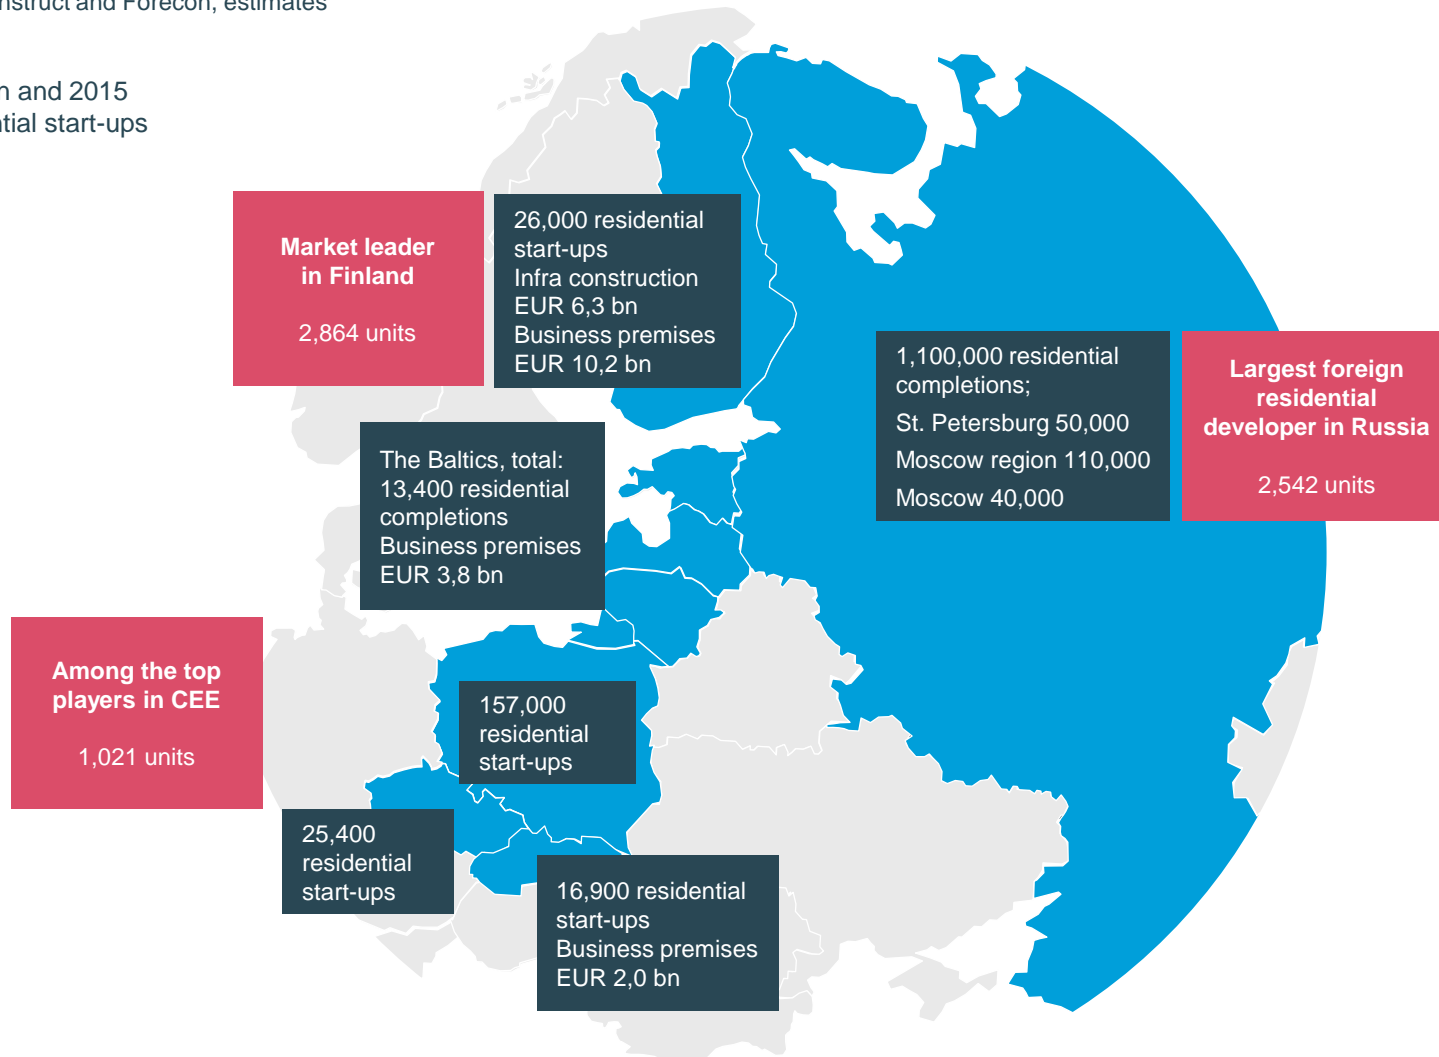 and Forecon, estimates
and 2015
start-ups
Market leader
in Finland
2,864 units
26,000 residential
start-ups
Infra construction
EUR 6,3 bn
Business premises
EUR 10,2 bn
1,100,000 residential
completions;
St. Petersburg 50,000
Moscow region 110,000
Moscow 40,000
Largest foreign
residential
developer in Russia
2,542 units
The Baltics, total:
13,400 residential
completions
Business premises
EUR 3,8 bn
Among the top
players in CEE
1,021 units
157,000
residential
start-ups
25,400
residential
start-ups
16,900 residential
start-ups
Business premises
EUR 2,0 bn